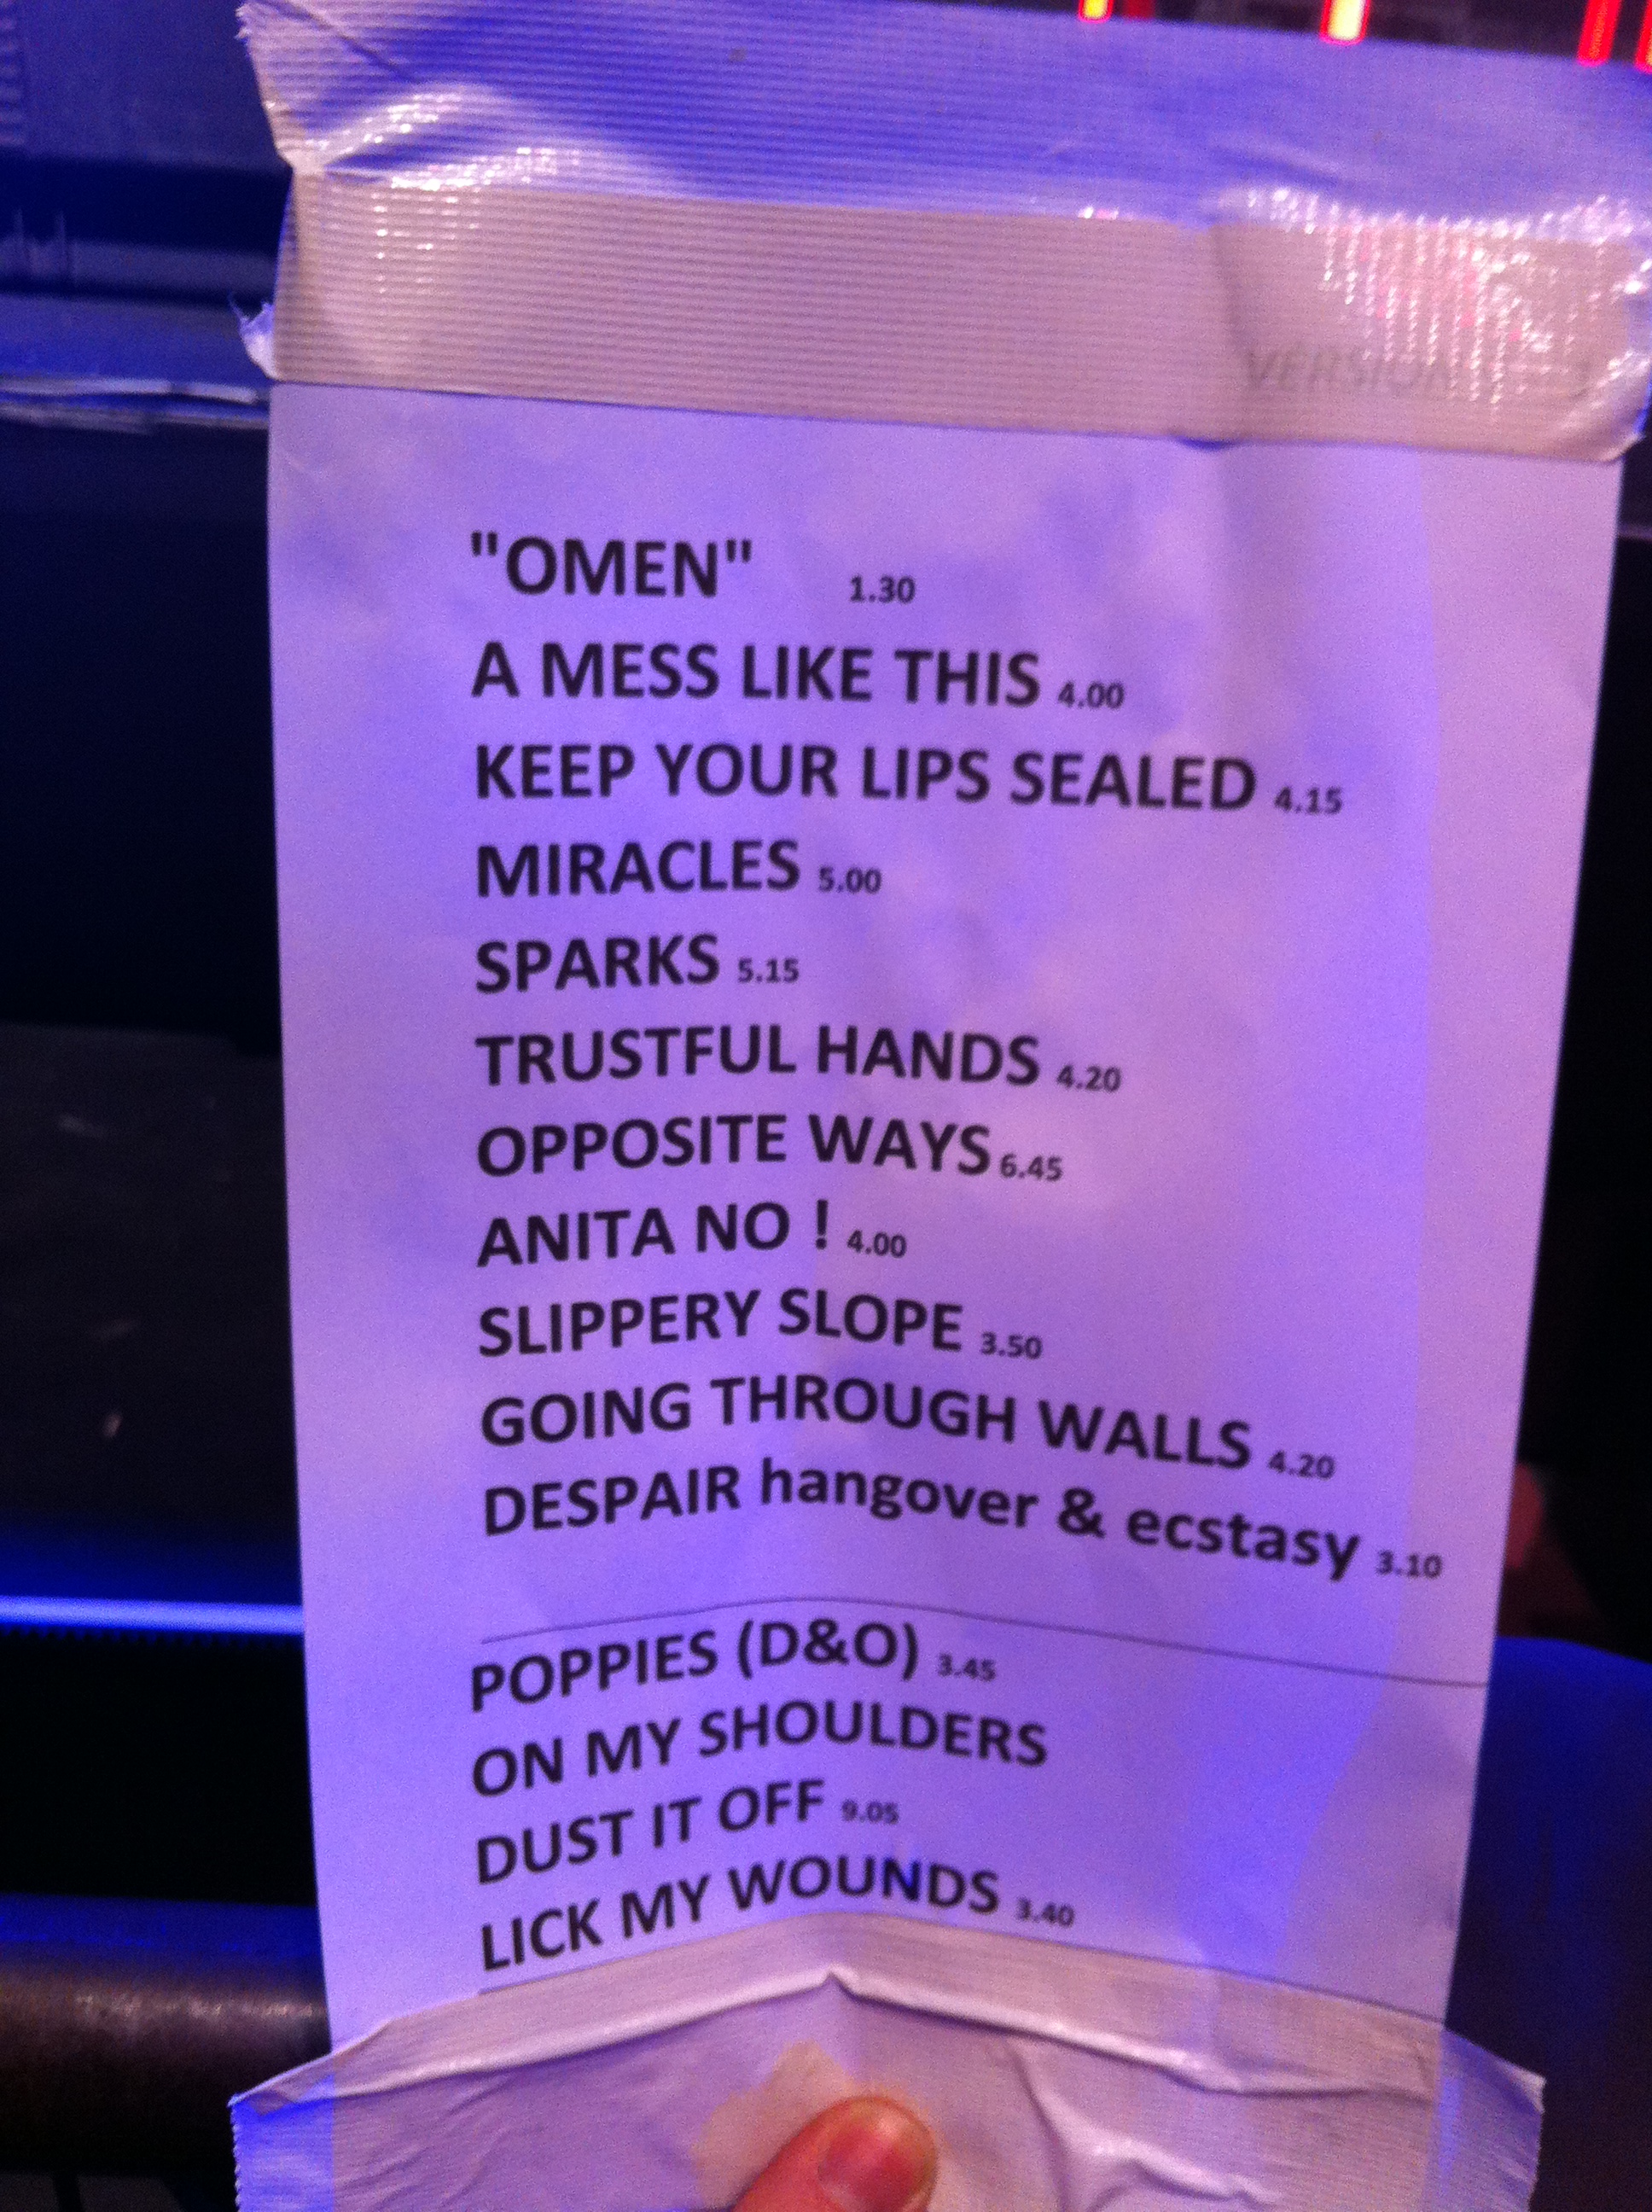 VERSION
"OMEN" 1.30
A MESS LIKE THIS 4.00
KEEP YOUR LIPS SEALED 4.15
MIRACLES 5.00
SPARKS 5.15
TRUSTFUL HANDS 4.20
OPPOSITE WAYS 6.45
ANITA NO ! 4.00
SLIPPERY SLOPE 3.50
GOING THROUGH WALLS 4.20
DESPAIR hangover & ecstasy 3.10
POPPIES (D&O) 3.45
ON MY SHOULDERS
DUST IT OFF 9.05
LICK MY WOUNDS 3.40